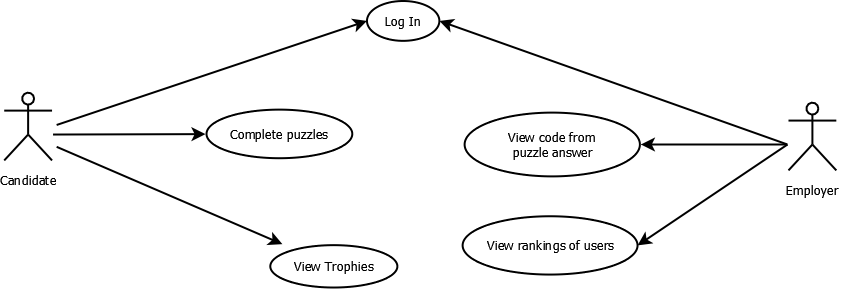 Log In
Complete puzzles
View code from
puzzle answer
Candidate
Employer
View rankings of users
View Trophies